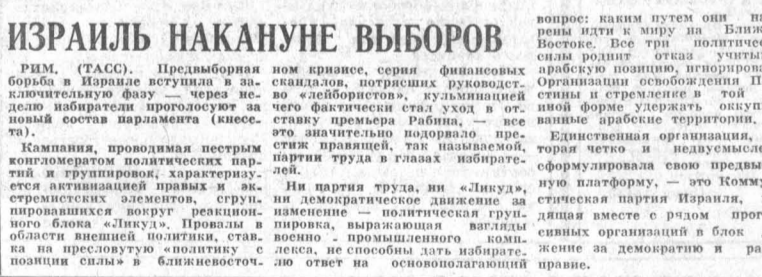 ИЗРАИЛЬ НАКАНУНЕ ВЫБОРОВ
РИМ. (ТАСС). Предвыборная
борьба в Израиле вступила в за-
ключительную фазу — через не-
делю избиратели проголосуют за
новый состав парламента (кнесе-
та).
Кампания, проводимая пестрым
конгломератом политических пар-
тий и группировок, характеризу-
ется активизацией правых и эк-
стремистских элементов, сгруп-
пировавшихся вокруг реакцион-
ного блока «Ликуд». Провалы в
области внешней политики, став-
ка на пресловутую «политику с
позиции силы» в ближневосточ-
ном кризисе, серия финансовых
скандалов, потрясших руководст-
во «лейбористов», кульминацией
чего фактически стал уход в от-
ставку премьера Рабина, — все
это значительно подорвало пре-
стиж правящей, так называемой,
партии труда в глазах избирате-
лей.
Ни партия труда, ни «Ликуд»,
ни демократическое движение за
изменение — политическая груп-
пировка, выражающая взгляды
военно - промышленного комп-
лекса, не способны дать избирате-
лю ответ на основополагающий
вопрос: каким путем они на
рены идти к миру на Ближ
Востоке. Все три политичес
силы роднит отказ учиты
арабскую позицию, игнориров
Организации освобождения П
стины и стремление в той
иной форме удержать оккуп
ванные арабские территории.
Единственная организация,
торая четко и недвусмысле
сформулировала свою предвы
ную платформу, — это Комму
стическая партия Израиля,
дящая вместе с рядом прог
сивных организаций в блок
жение за демократию и ра
правие.